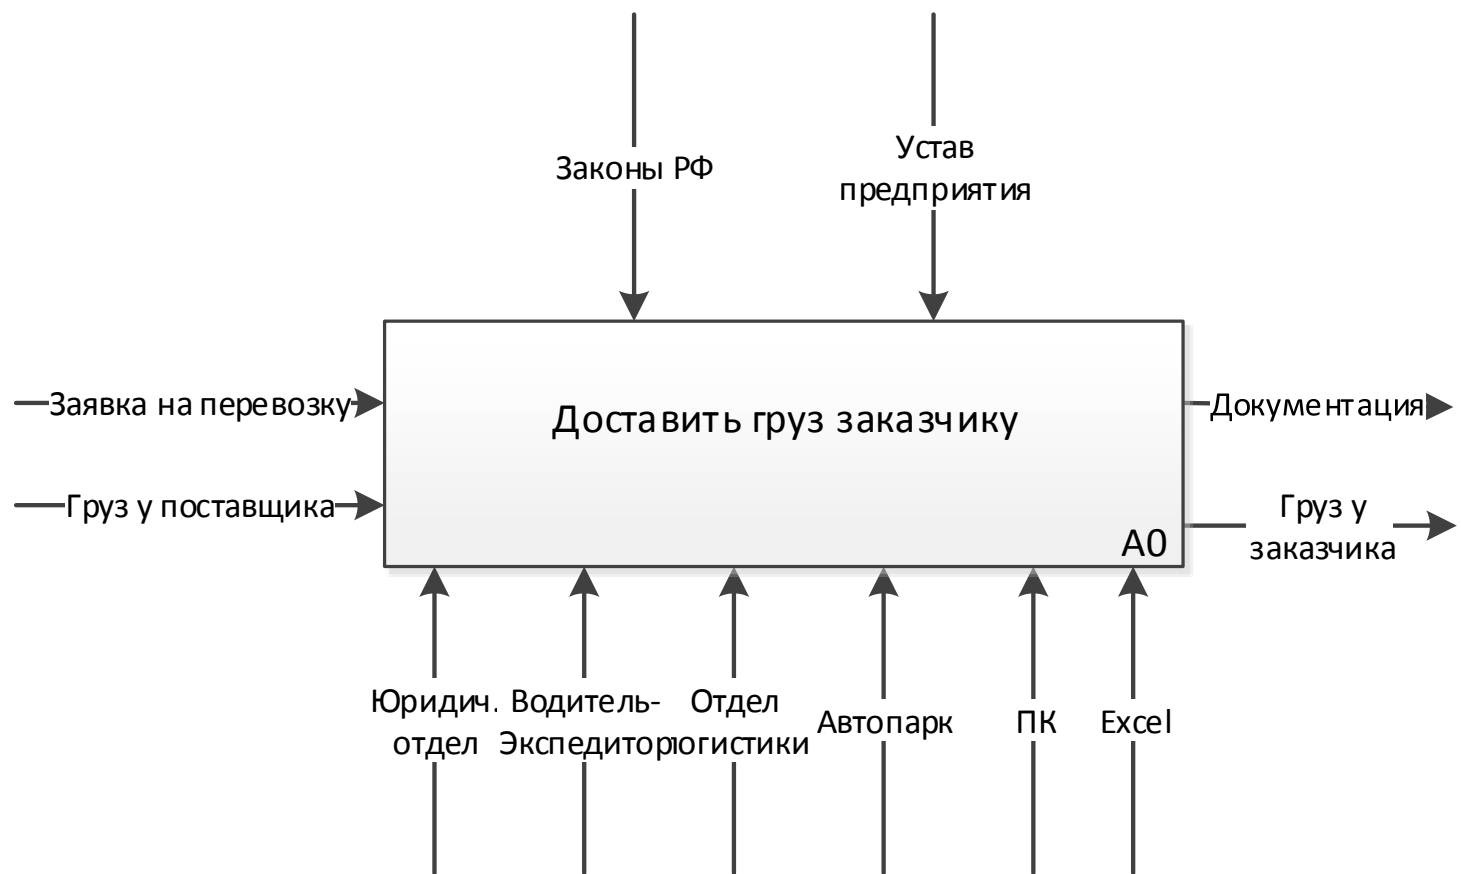 Законы РФ
Устав
предприятия
Заявка на перевозку
Груз у поставщика
Доставить груз заказчику
А0
Документация
Груз у
заказчика
Юридич.
отдел
Водитель-
Экспедитор
Отдел
логистики
Автопарк
ПК
Excel